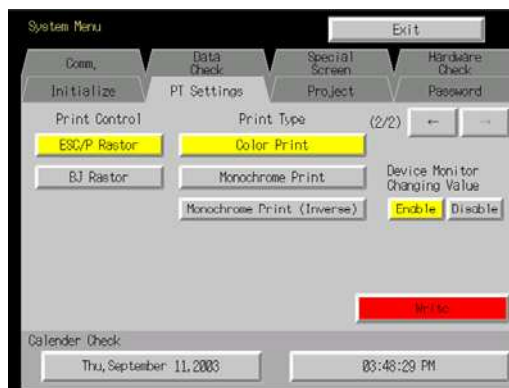 System Menu
Exit
Comm.
Data Check
Special Screen
Hardware Check
Initialize
PT Settings
Project
Password
Print Control
Print Type
(2/2)
← →
ESC/P Rastor
Color Print
BJ Rastor
Monochrome Print
Device Monitor
Changing Value
Monochrome Print (Inverse)
Enable Disable
Write
Calender Check
Thu,September 11,2003
03:48:29 PM